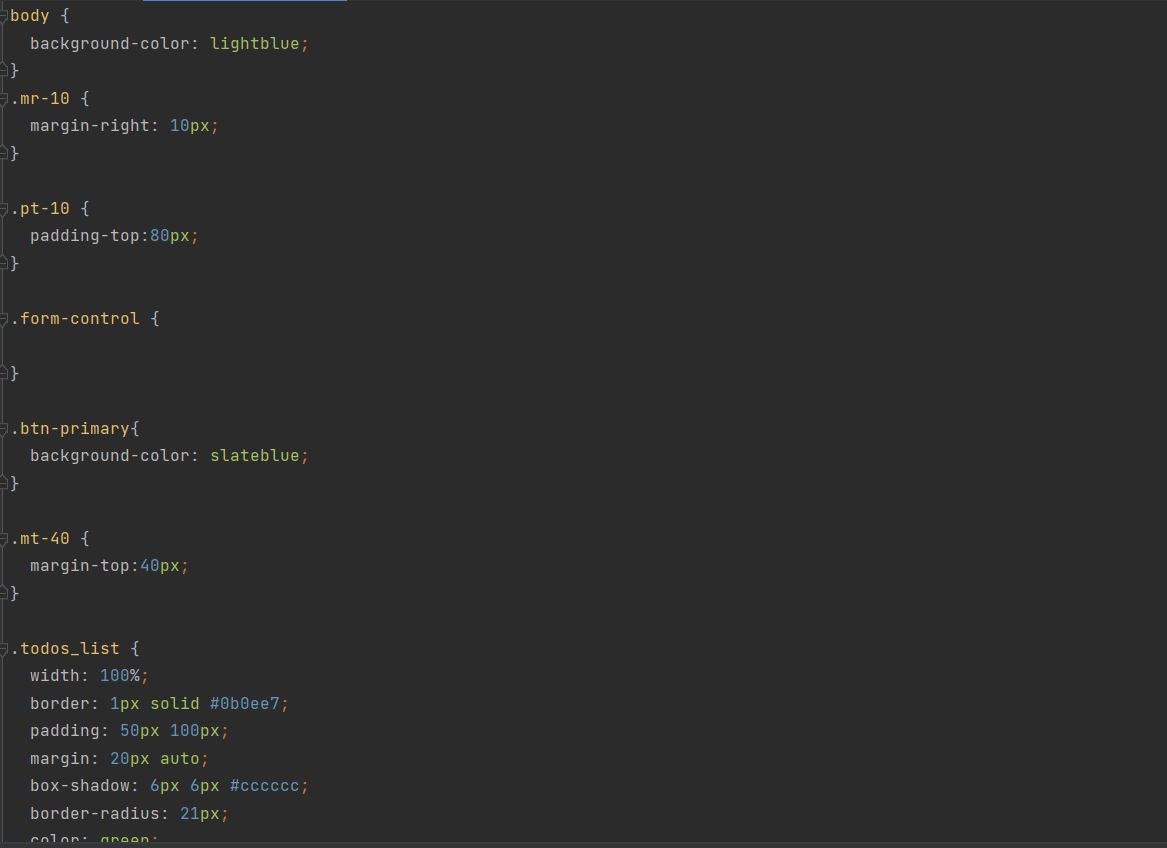 body {
  background-color: lightblue;
}
.mr-10 {
  margin-right: 10px;
}
.pt-10 {
  padding-top:80px;
}
.form-control {
}
.btn-primary{
  background-color: slateblue;
}
.mt-40 {
  margin-top:40px;
}
.todos_list {
  width: 100%;
  border: 1px solid #0b0ee7;
  padding: 50px 100px;
  margin: 20px auto;
  box-shadow: 6px 6px #cccccc;
  border-radius: 21px;
  color: green;